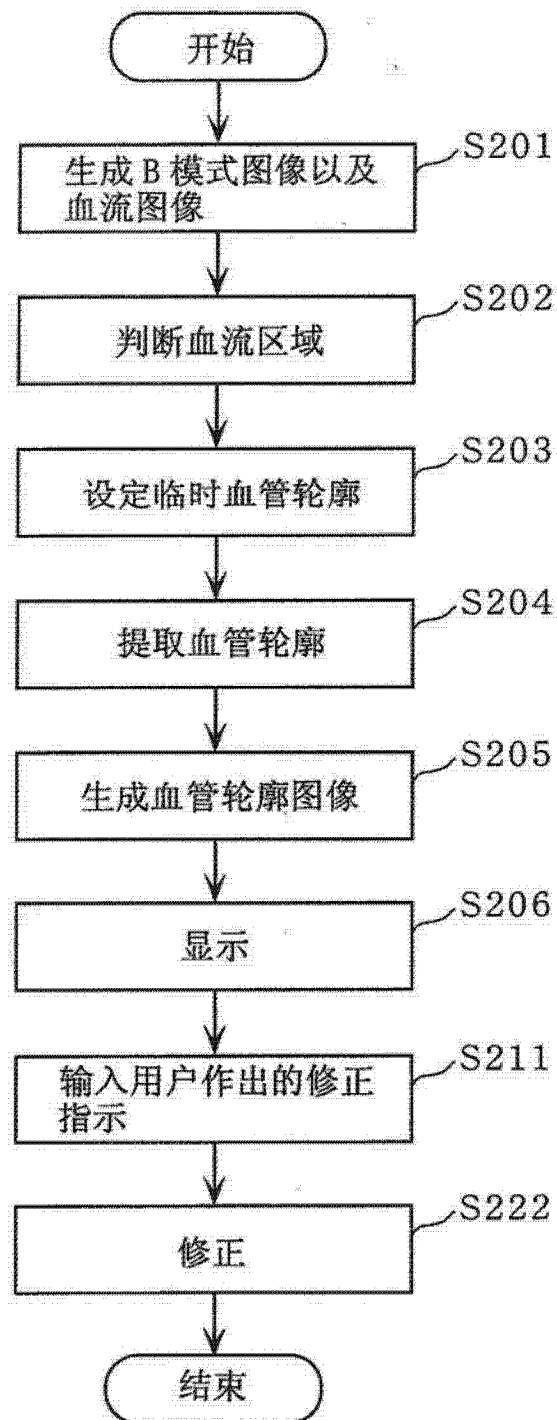 开始
S201
生成 B 模式图像以及
血流图像
S202
判断血流区域
S203
设定临时血管轮廓
S204
提取血管轮廓
S205
生成血管轮廓图像
S206
显示
S211
输入用户作出的修正
指示
S222
修正
结束